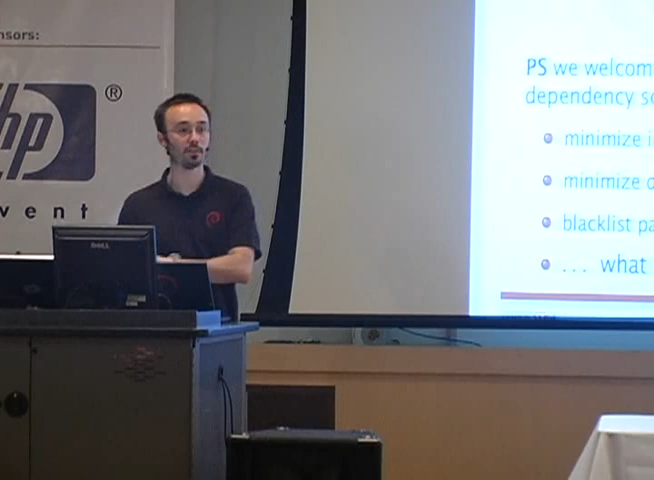 nsors:
hp ®
vent
DELL
PS we welcom
dependency so
minimize i
minimize
blacklist pa
... what